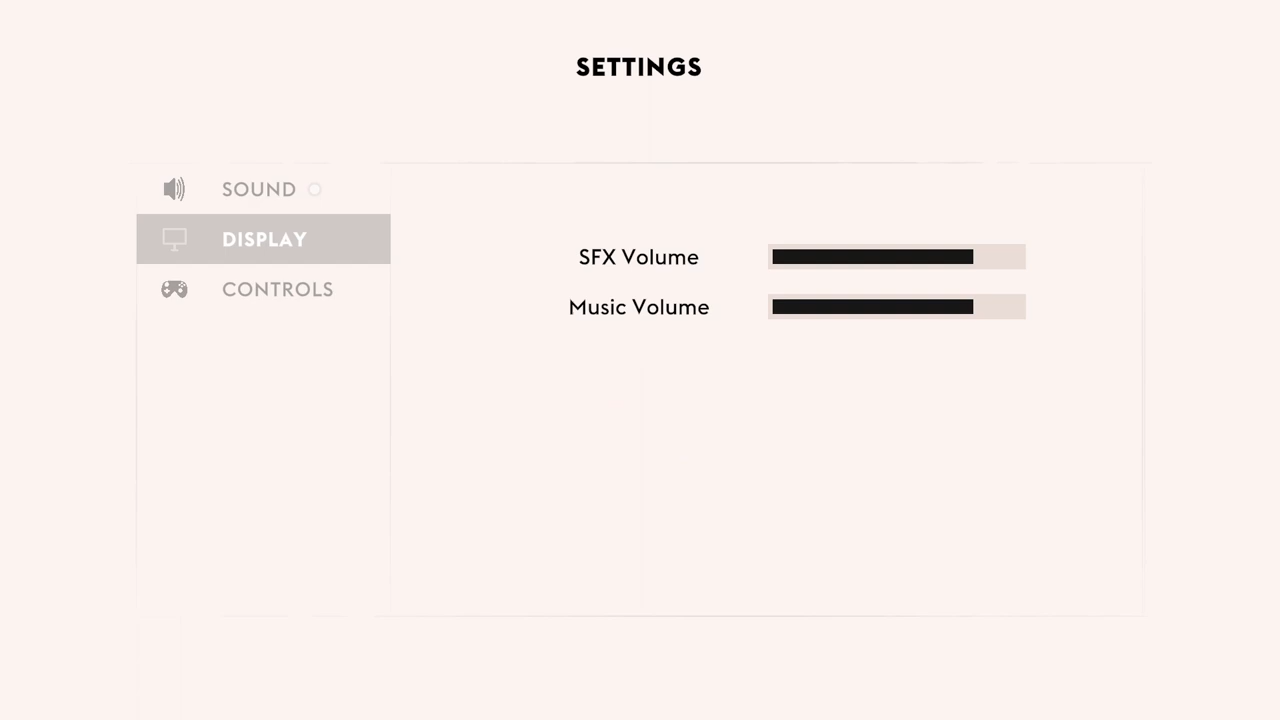 SETTINGS
SOUND
DISPLAY
CONTROLS
SFX Volume
Music Volume